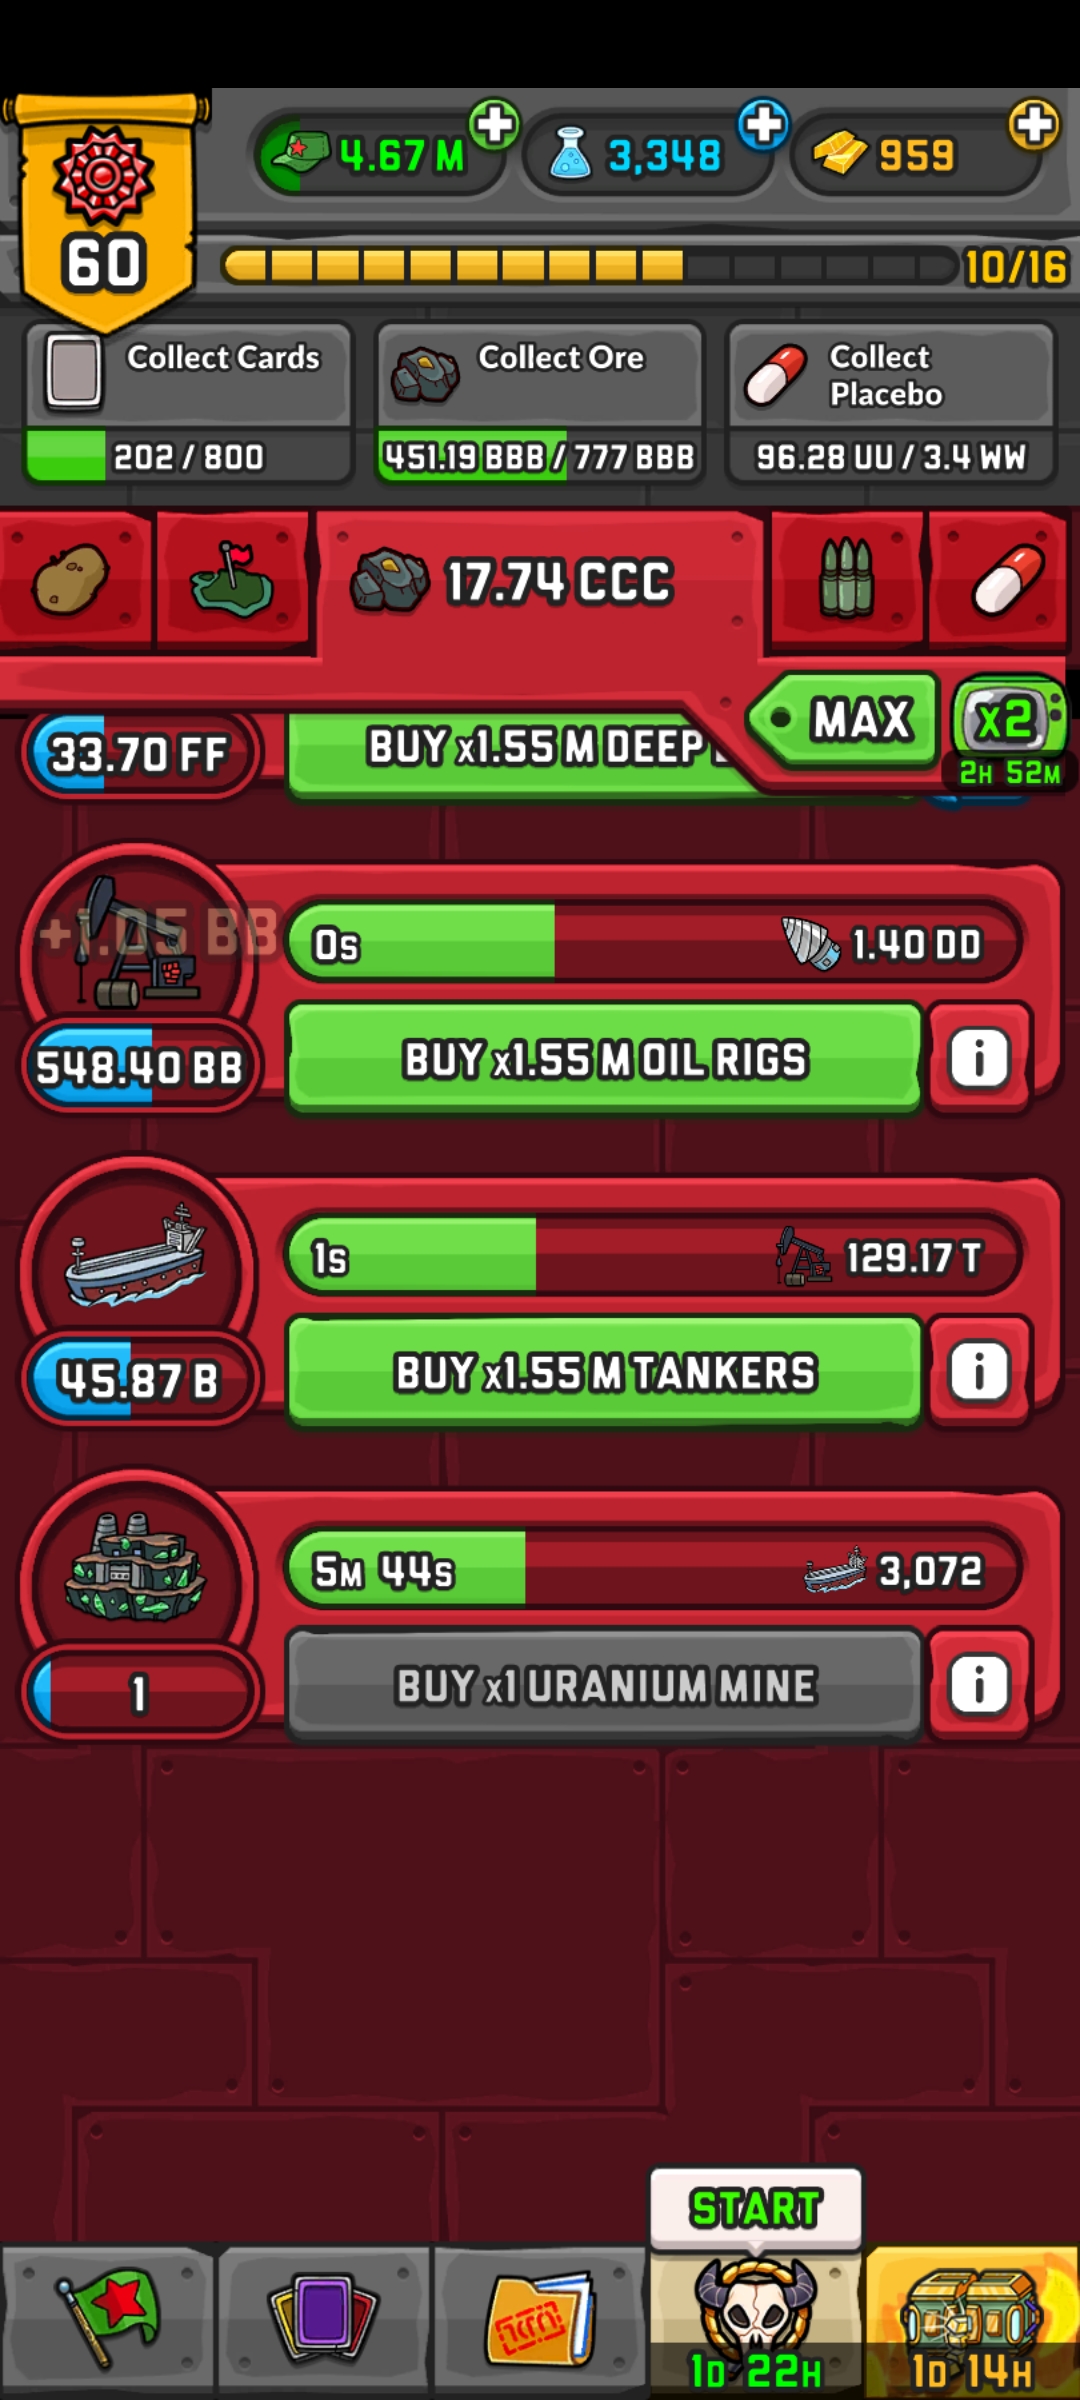 4.67 M
3,348
959
60
10/16
Collect Cards
202 / 800
Collect Ore
451.19 BBB / 777 BBB
Collect
Placebo
96.28 UU / 3.4 WW
17.74 CCC
MAX
x2
2H 52M
33.70 FF
BUY x1.55 M DEEP
+1.05 BB
0s
1.40 DD
548.40 BB
BUY x1.55 M OIL RIGS
i
1s
129.17 T
45.87 B
BUY x1.55 M TANKERS
i
5M 44s
3,072
1
BUY x1 URANIUM MINE
i
START
1D 22H
1D 14H